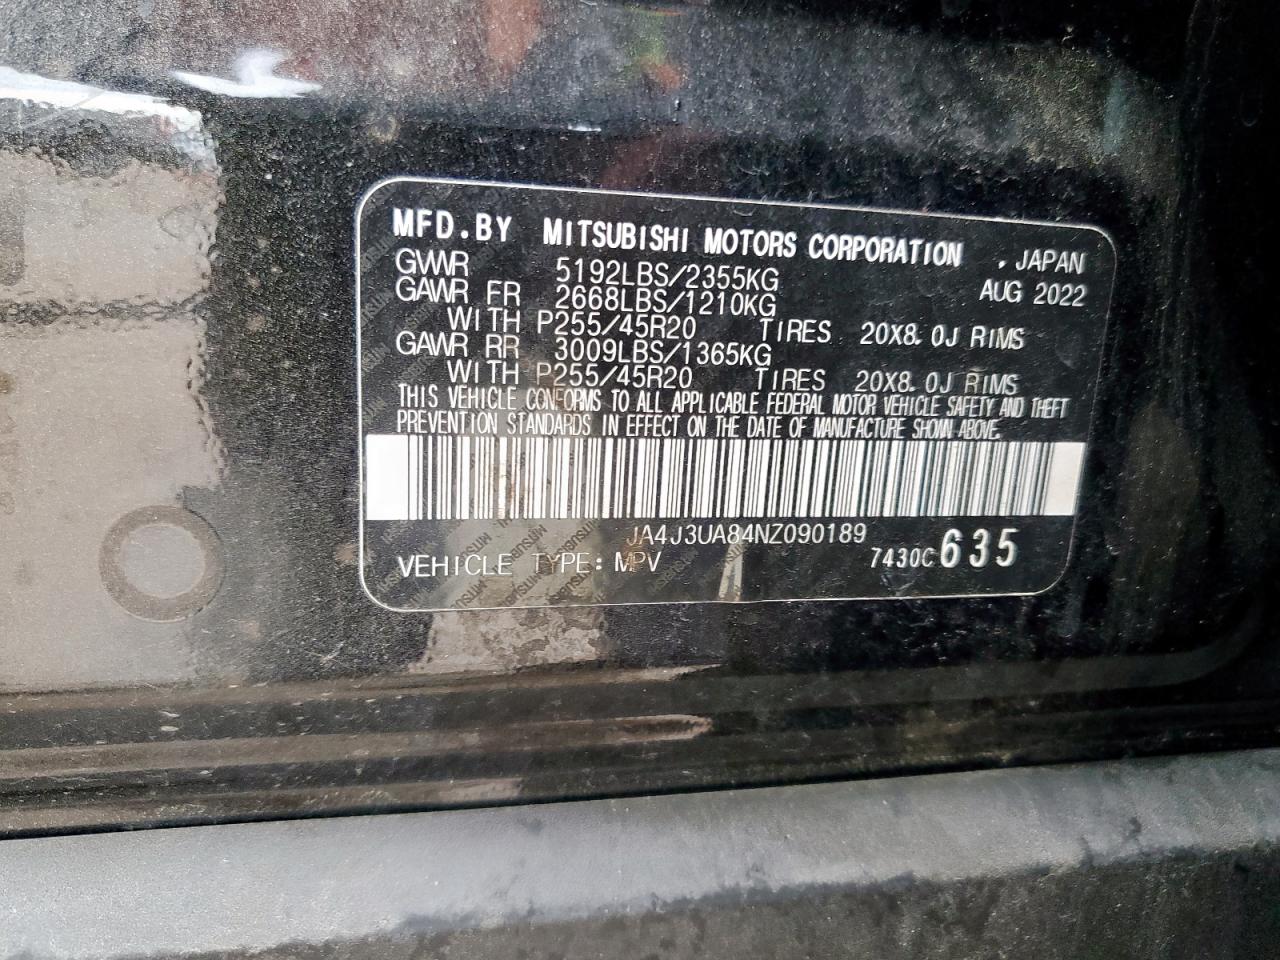 MFD.BY MITSUBISHI MOTORS CORPORATION , JAPAN
GVWR 5192LBS/2355KG AUG 2022
GAWR FR 2668LBS/1210KG
WITH P255/45R20 TIRES 20X8.0J RIMS
GAWR RR 3009LBS/1365KG
WITH P255/45R20 TIRES 20X8.0J RIMS
THIS VEHICLE CONFORMS TO ALL APPLICABLE FEDERAL MOTOR VEHICLE SAFETY AND THEFT
PREVENTION STANDARDS IN EFFECT ON THE DATE OF MANUFACTURE SHOWN ABOVE.
JA4J3UA84NZ090189
VEHICLE TYPE: MPV 7430C 635